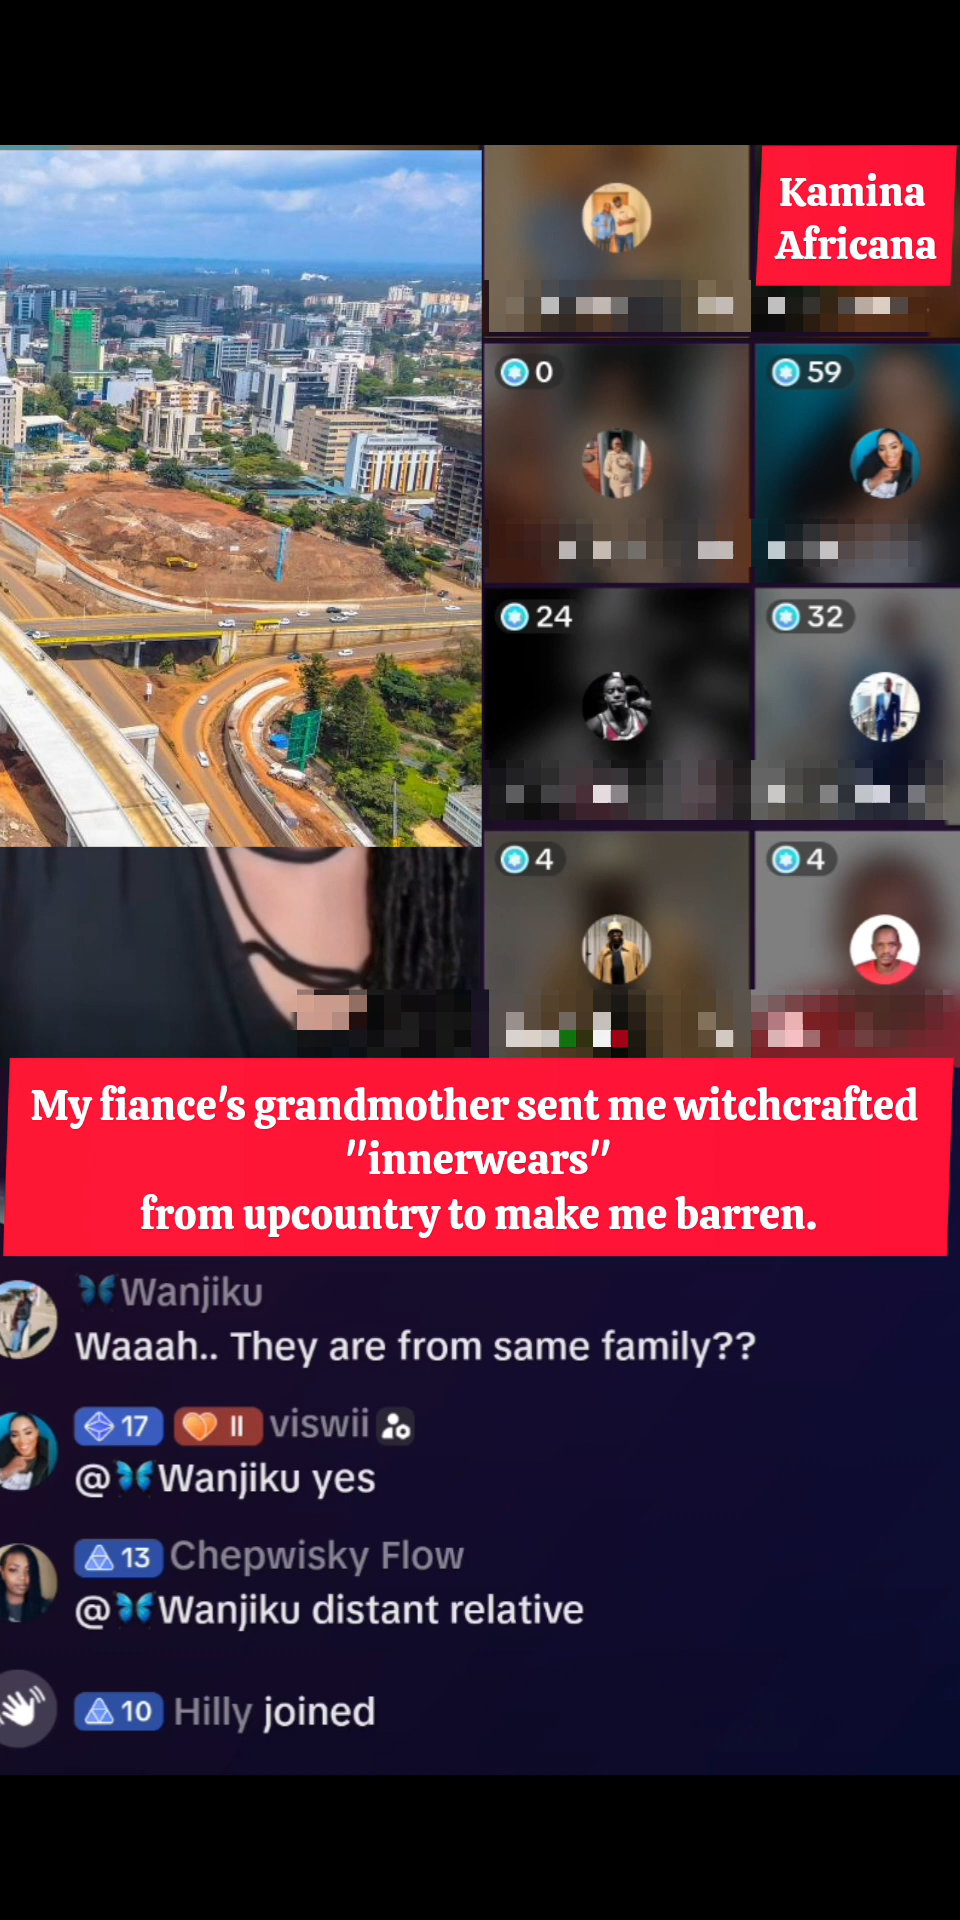 Kamina
Africana
0
59
24
32
4
4
My fiance's grandmother sent me witchcrafted
"innerwears"
from upcountry to make me barren.
🦋Wanjiku
Waaah.. They are from same family??
17 II viswii
@🦋Wanjiku yes
13 Chepwisky Flow
@🦋Wanjiku distant relative
10 Hilly joined